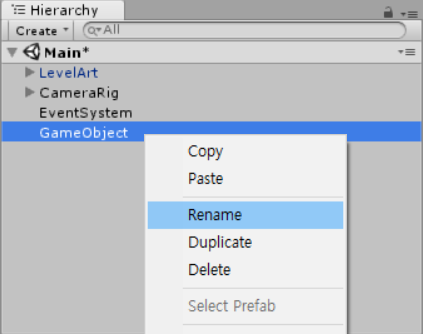 Hierarchy
Create All
Main*
LevelArt
CameraRig
EventSystem
GameObject
Copy
Paste
Rename
Duplicate
Delete
Select Prefab